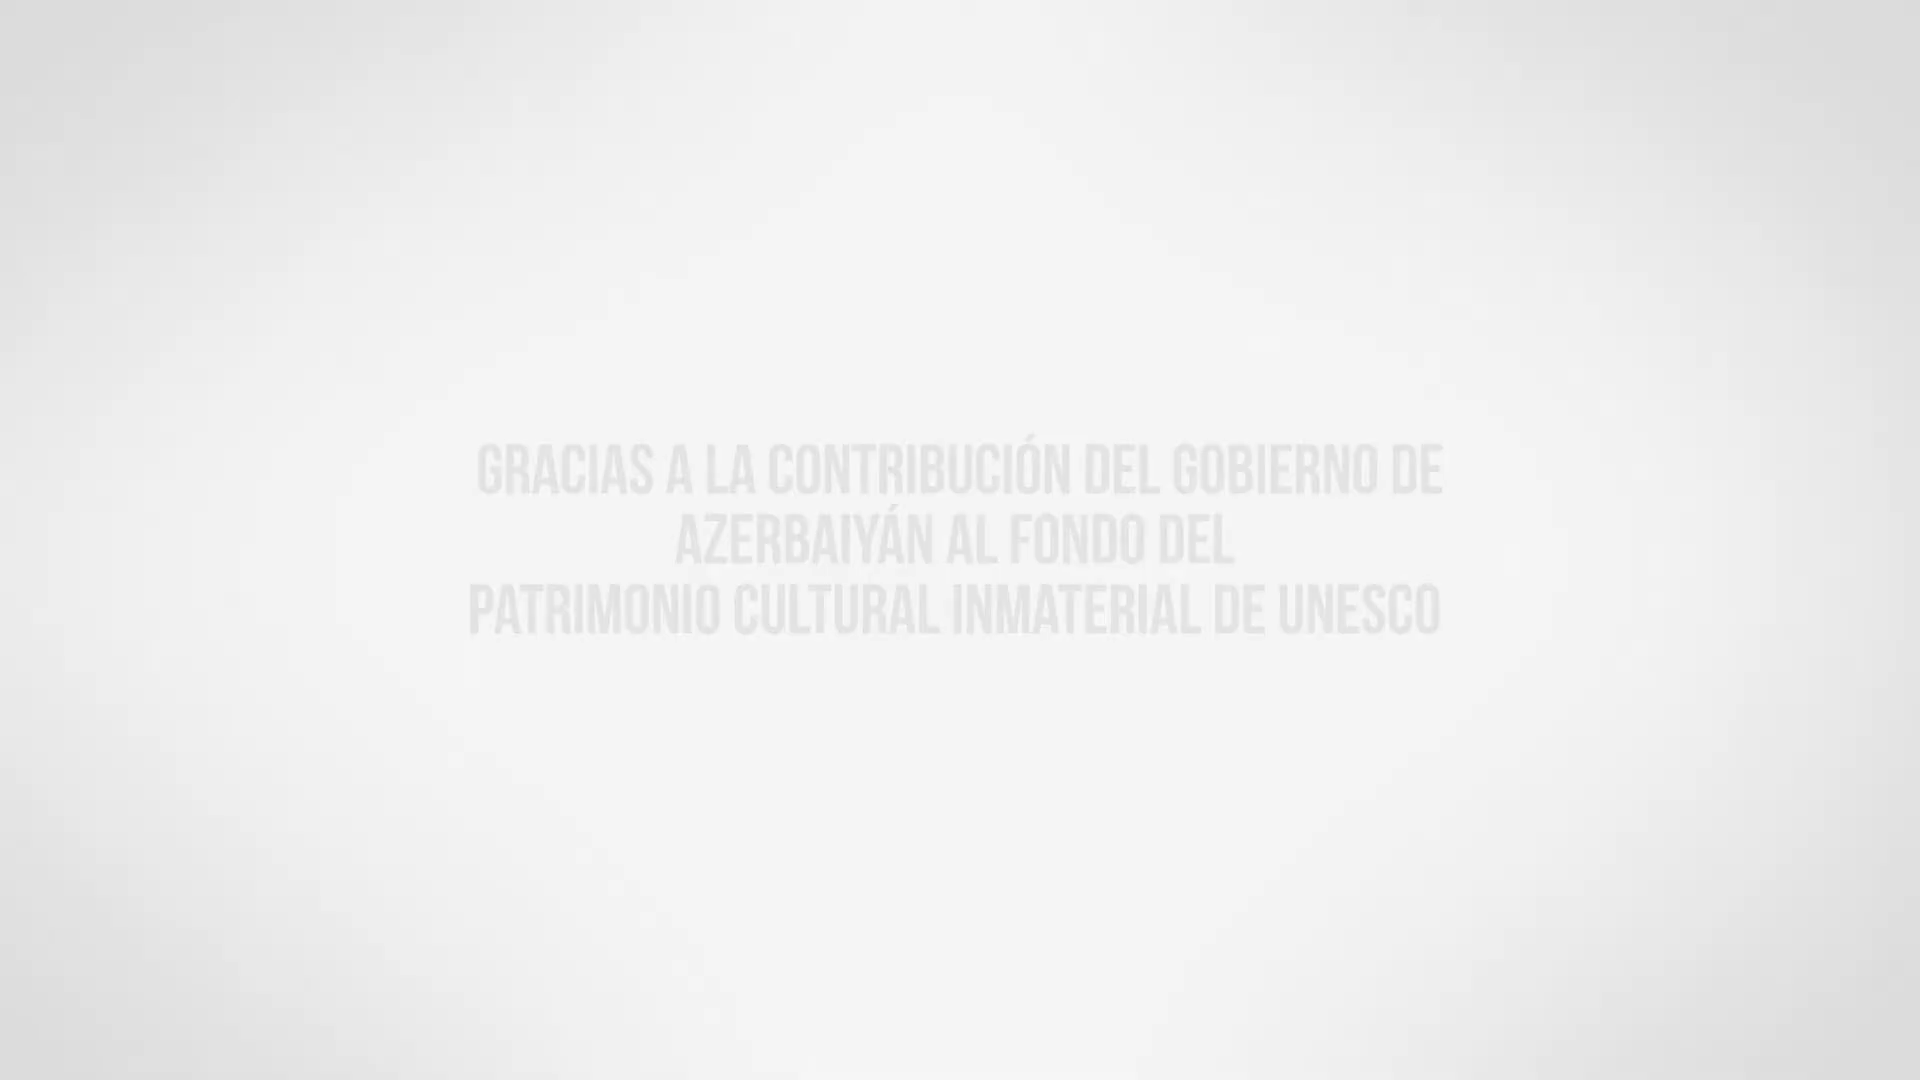 GRACIAS A LA CONTRIBUCIÓN DEL GOBIERNO DE
AZERBAIYÁN AL FONDO DEL
PATRIMONIO CULTURAL INMATERIAL DE UNESCO